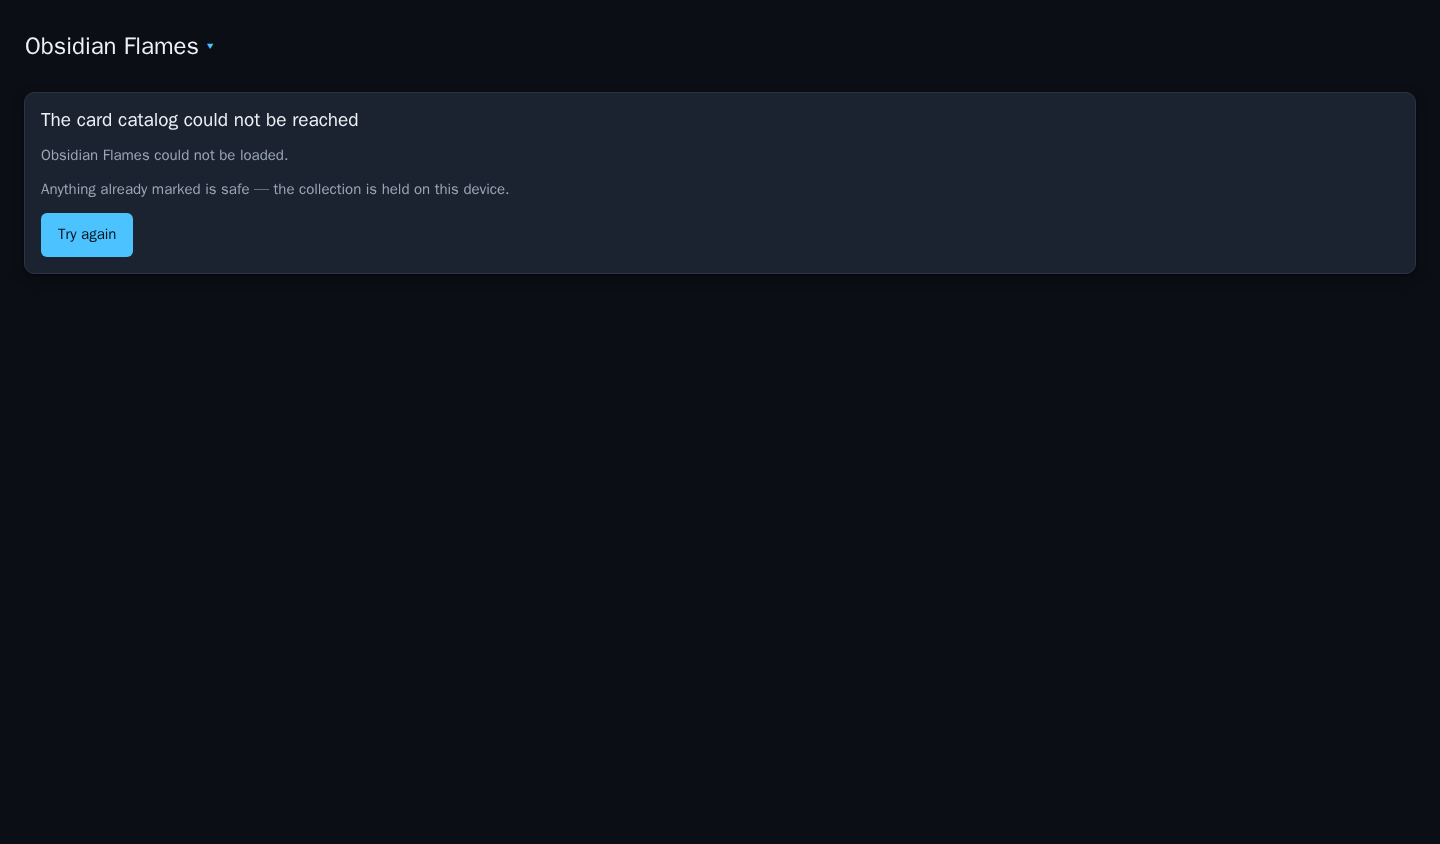 Obsidian Flames ▾
The card catalog could not be reached
Obsidian Flames could not be loaded.
Anything already marked is safe — the collection is held on this device.
Try again